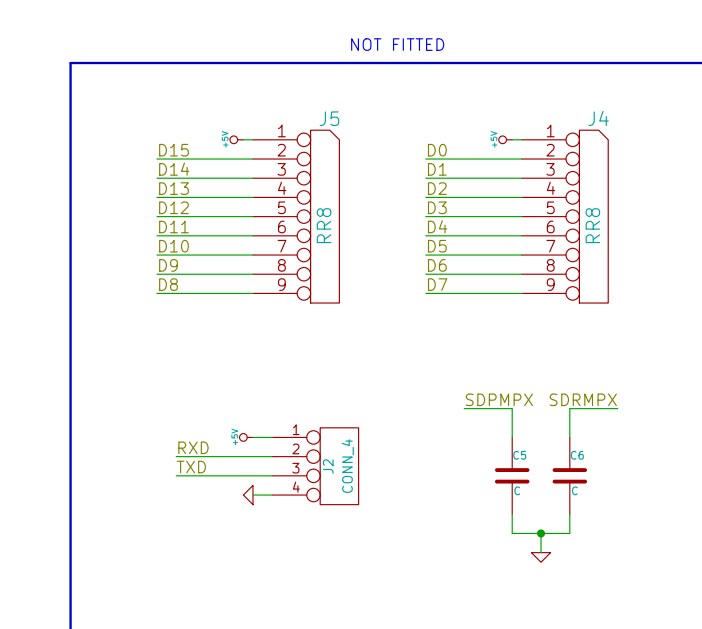 NOT FITTED
J5
+5V
1
D15 2
D14 3
D13 4
D12 5
D11 6
D10 7
D9 8
D8 9
RR8
J4
+5V
1
D0 2
D1 3
D2 4
D3 5
D4 6
D5 7
D6 8
D7 9
RR8
+5V
1
RXD 2
TXD 3
4
J2
CONN_4
SDPMPX SDRMPX
C5 C6
C C